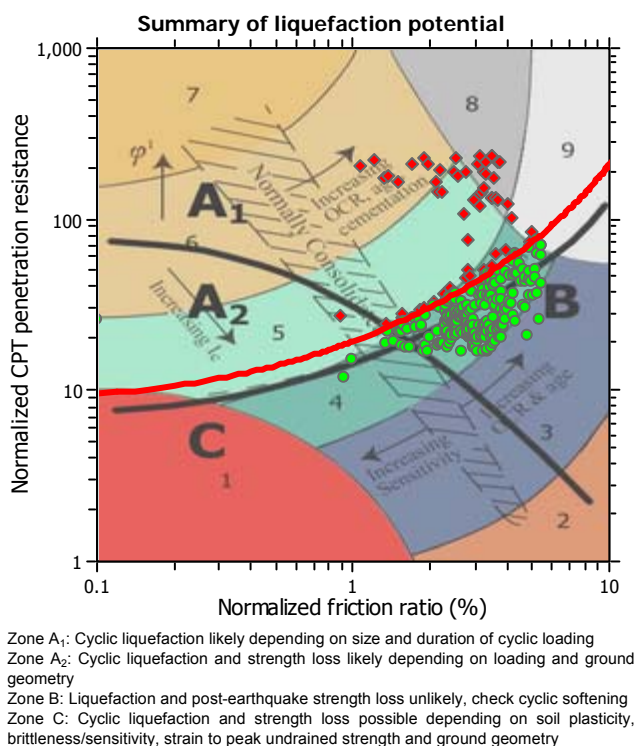 Summary of liquefaction potential
1,000
100
10
1
Normalized CPT penetration resistance
7
8
9
φ'
A1
Normally Consolidated
Increasing
OCR, age
cementation
6
A2
Increasing Ic
5
B
4
Increasing
OCR & age
C
1
Increasing
Sensitivity
3
2
0.1
1
10
Normalized friction ratio (%)
Zone A1: Cyclic liquefaction likely depending on size and duration of cyclic loading
Zone A2: Cyclic liquefaction and strength loss likely depending on loading and ground
geometry
Zone B: Liquefaction and post-earthquake strength loss unlikely, check cyclic softening
Zone C: Cyclic liquefaction and strength loss possible depending on soil plasticity,
brittleness/sensitivity, strain to peak undrained strength and ground geometry